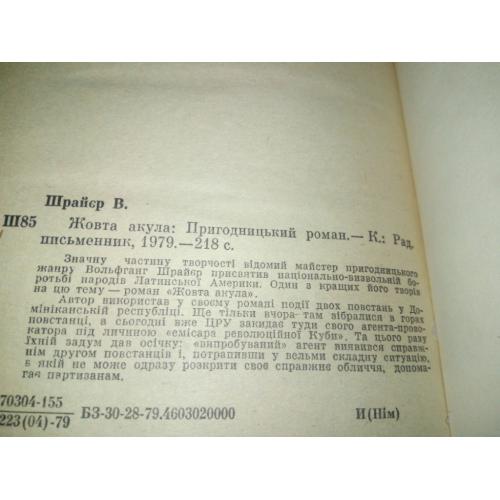 Шрайєр В.
Ш85 Жовта акула: Пригодницький роман.— К.: Рад.
письменник, 1979.—218 с.
Значну частину творчості відомий майстер пригодницького
жанру Вольфганг Шрайєр присвятив національно-визвольній бо-
ротьбі народів Латинської Америки. Один з кращих його творів
на цю тему — роман «Жовта акула».
Автор використав у своєму романі події двох повстань у До-
мініканській республіці. Ще тільки вчора там зібралися в горах
повстанці, а сьогодні вже ЦРУ закидає туди свого агента-прово-
катора під личиною «емісара революційної Куби». Та цього разу
їхній задум дав осічку: «випробуваний» агент виявився справж-
нім другом повстанців і, потрапивши у вельми складну ситуацію,
в якій не може одразу розкрити своє справжнє обличчя, допома-
гає партизанам.
70304-155
223(04)-79 БЗ-30-28-79.4603020000 И(Нім)